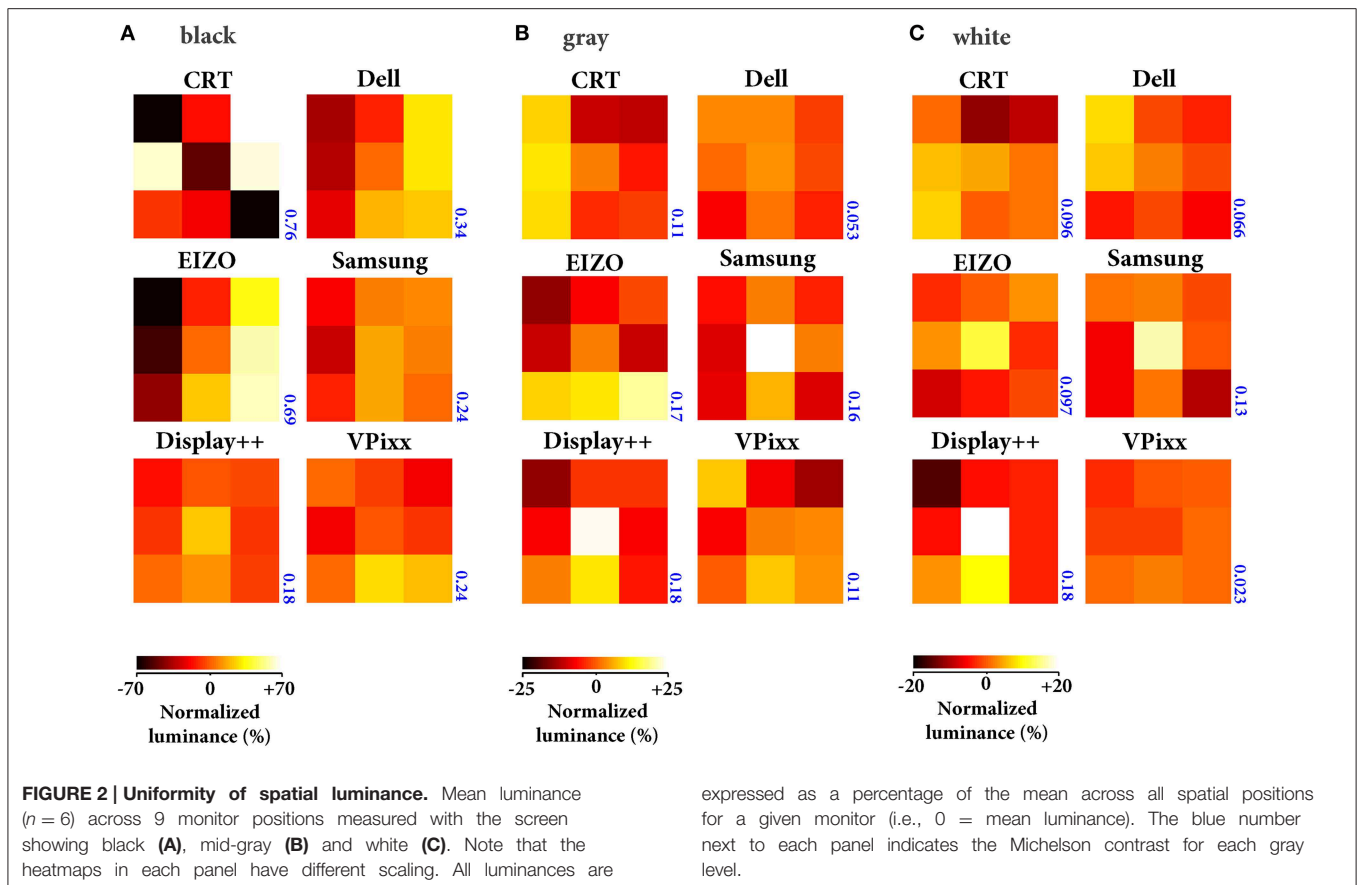 A black
B gray
C white
CRT
Dell
CRT
Dell
CRT
Dell
0.76
0.34
0.11
0.053
0.096
0.066
EIZO
Samsung
EIZO
Samsung
EIZO
Samsung
0.69
0.24
0.17
0.16
0.097
0.13
Display++
VPixx
Display++
VPixx
Display++
VPixx
0.18
0.24
0.18
0.11
0.18
0.023
-70 0 +70
Normalized
luminance (%)
-25 0 +25
Normalized
luminance (%)
-20 0 +20
Normalized
luminance (%)
FIGURE 2 | Uniformity of spatial luminance. Mean luminance
(n = 6) across 9 monitor positions measured with the screen
showing black (A), mid-gray (B) and white (C). Note that the
heatmaps in each panel have different scaling. All luminances are
expressed as a percentage of the mean across all spatial positions
for a given monitor (i.e., 0 = mean luminance). The blue number
next to each panel indicates the Michelson contrast for each gray
level.